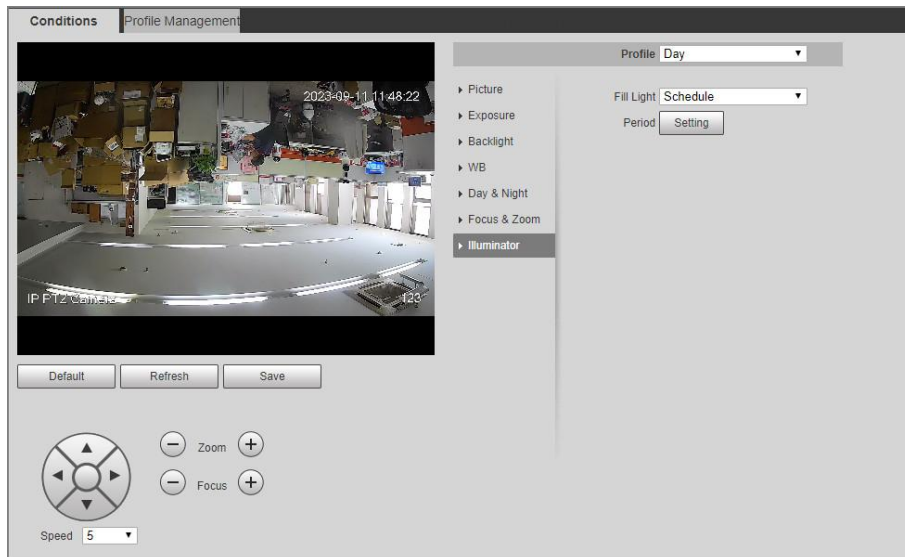 Conditions
Profile Management
Profile Day
2023-09-11 11:48:22
IP PTZ Camera
123
Picture
Exposure
Backlight
WB
Day & Night
Focus & Zoom
Illuminator
Fill Light Schedule
Period Setting
Default Refresh Save
Zoom
Focus
Speed 5